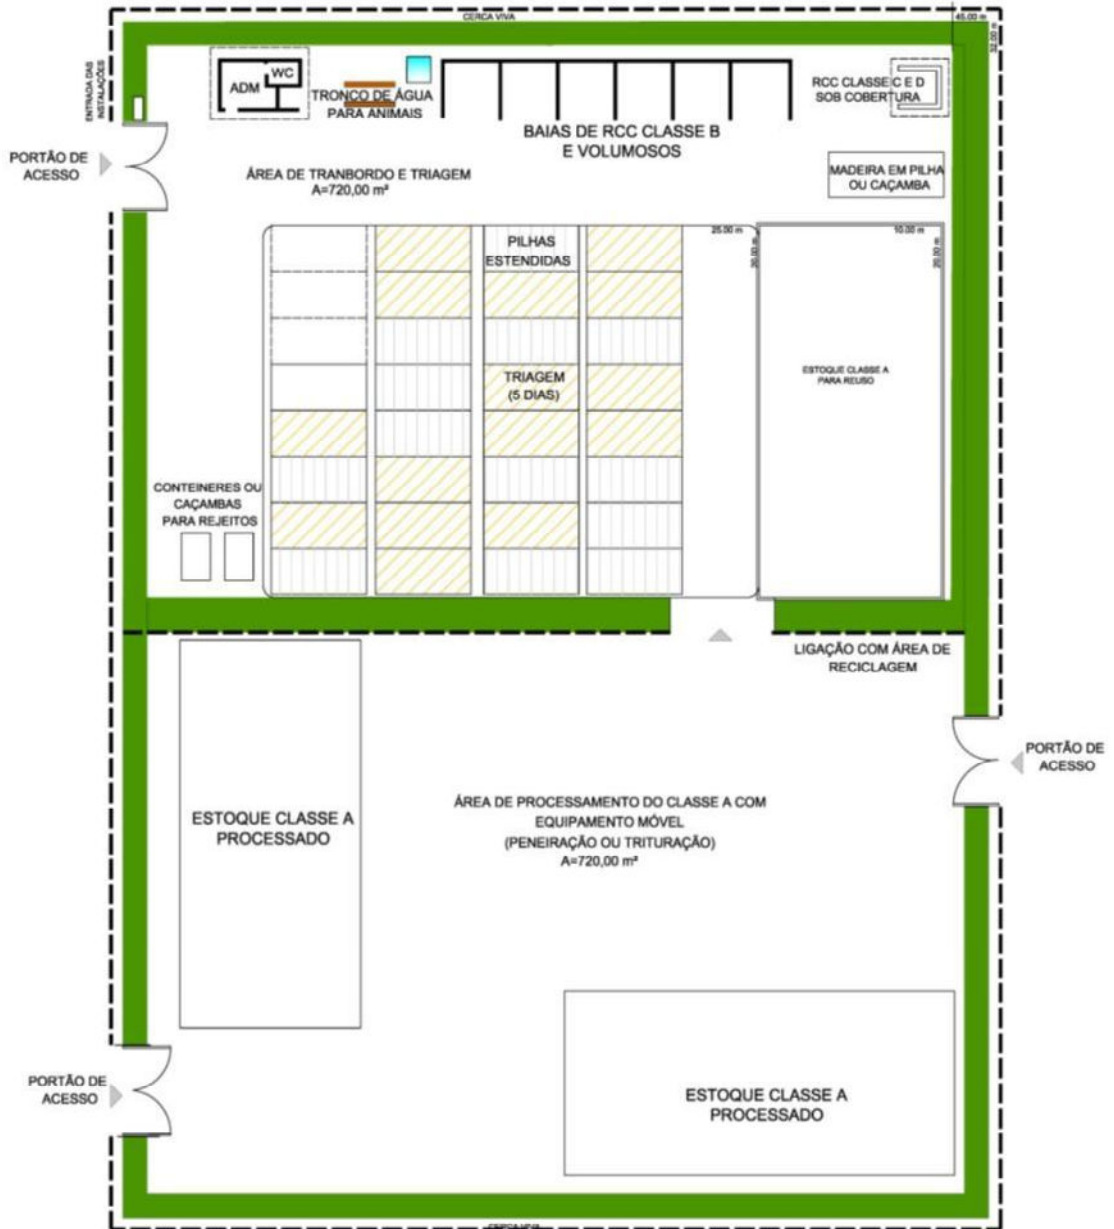 CERCA VIVA
45.00 m
32.00 m
ENTRADA DAS
INSTALAÇÕES
ADM
WC
TRONCO DE ÁGUA
PARA ANIMAIS
RCC CLASSE C E D
SOB COBERTURA
BAIAS DE RCC CLASSE B
E VOLUMOSOS
PORTÃO DE
ACESSO
ÁREA DE TRANBORDO E TRIAGEM
A=720,00 m²
MADEIRA EM PILHA
OU CAÇAMBA
PILHAS
ESTENDIDAS
25.00 m
20.00 m
10.00 m
20.00 m
TRIAGEM
(5 DIAS)
ESTOQUE CLASSE A
PARA REUSO
CONTEINERES OU
CAÇAMBAS
PARA REJEITOS
LIGAÇÃO COM ÁREA DE
RECICLAGEM
PORTÃO DE
ACESSO
ESTOQUE CLASSE A
PROCESSADO
ÁREA DE PROCESSAMENTO DO CLASSE A COM
EQUIPAMENTO MÓVEL
(PENEIRAÇÃO OU TRITURAÇÃO)
A=720,00 m²
PORTÃO DE
ACESSO
ESTOQUE CLASSE A
PROCESSADO
CERCA VIVA